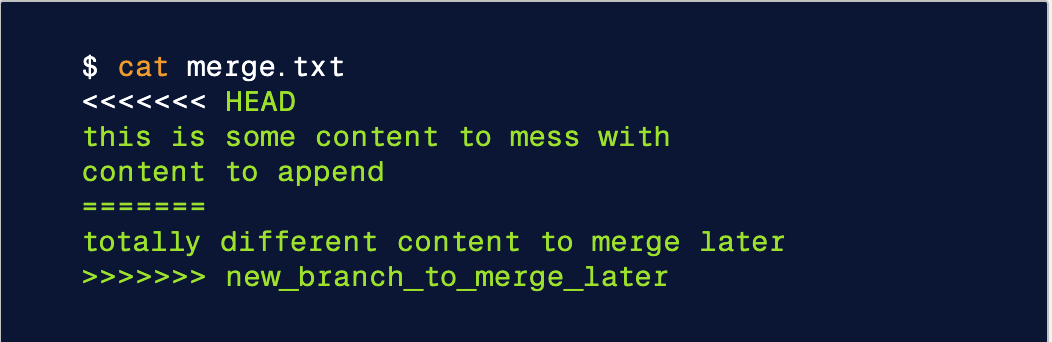 $ cat merge.txt
<<<<<<< HEAD
this is some content to mess with
content to append
=======
totally different content to merge later
>>>>>>> new_branch_to_merge_later